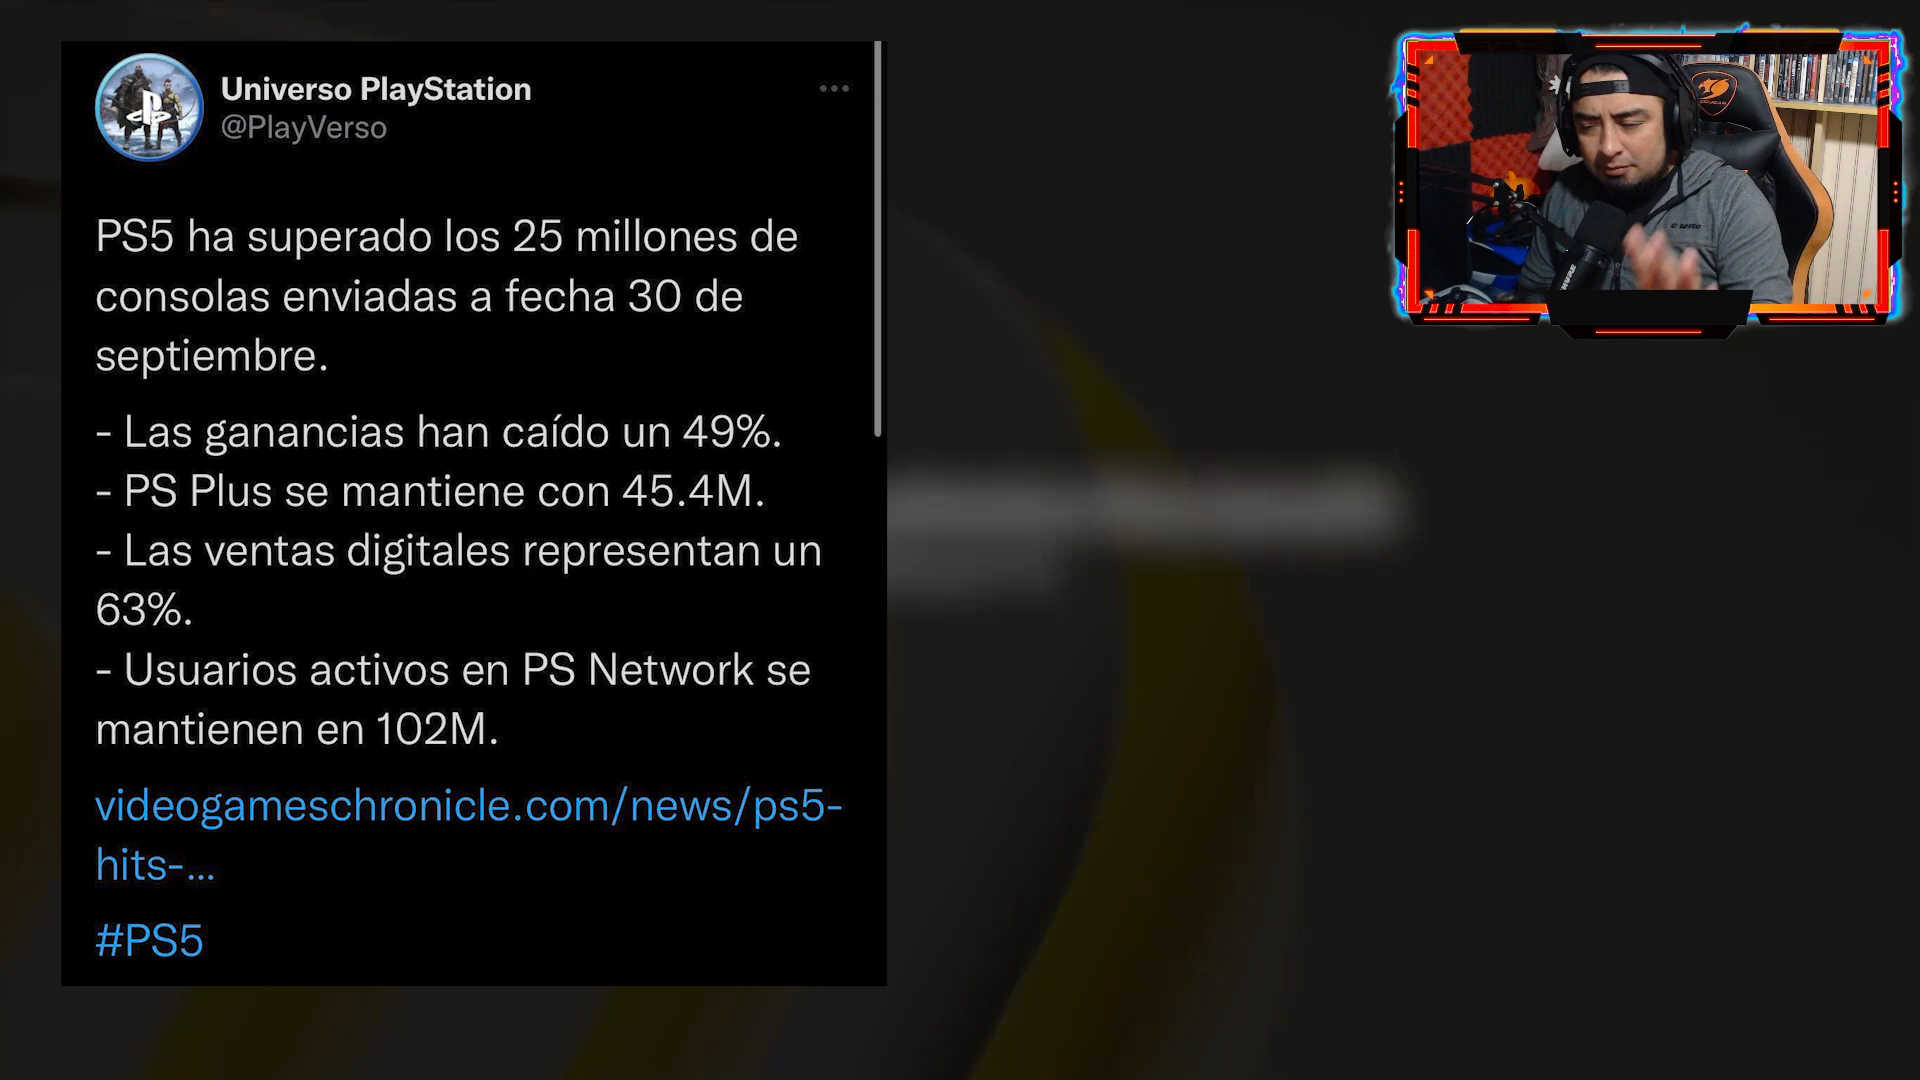 Universo PlayStation
@PlayVerso
PS5 ha superado los 25 millones de
consolas enviadas a fecha 30 de
septiembre.
- Las ganancias han caído un 49%.
- PS Plus se mantiene con 45.4M.
- Las ventas digitales representan un
63%.
- Usuarios activos en PS Network se
mantienen en 102M.
videogameschronicle.com/news/ps5-
hits-...
#PS5
lotto
SHURE